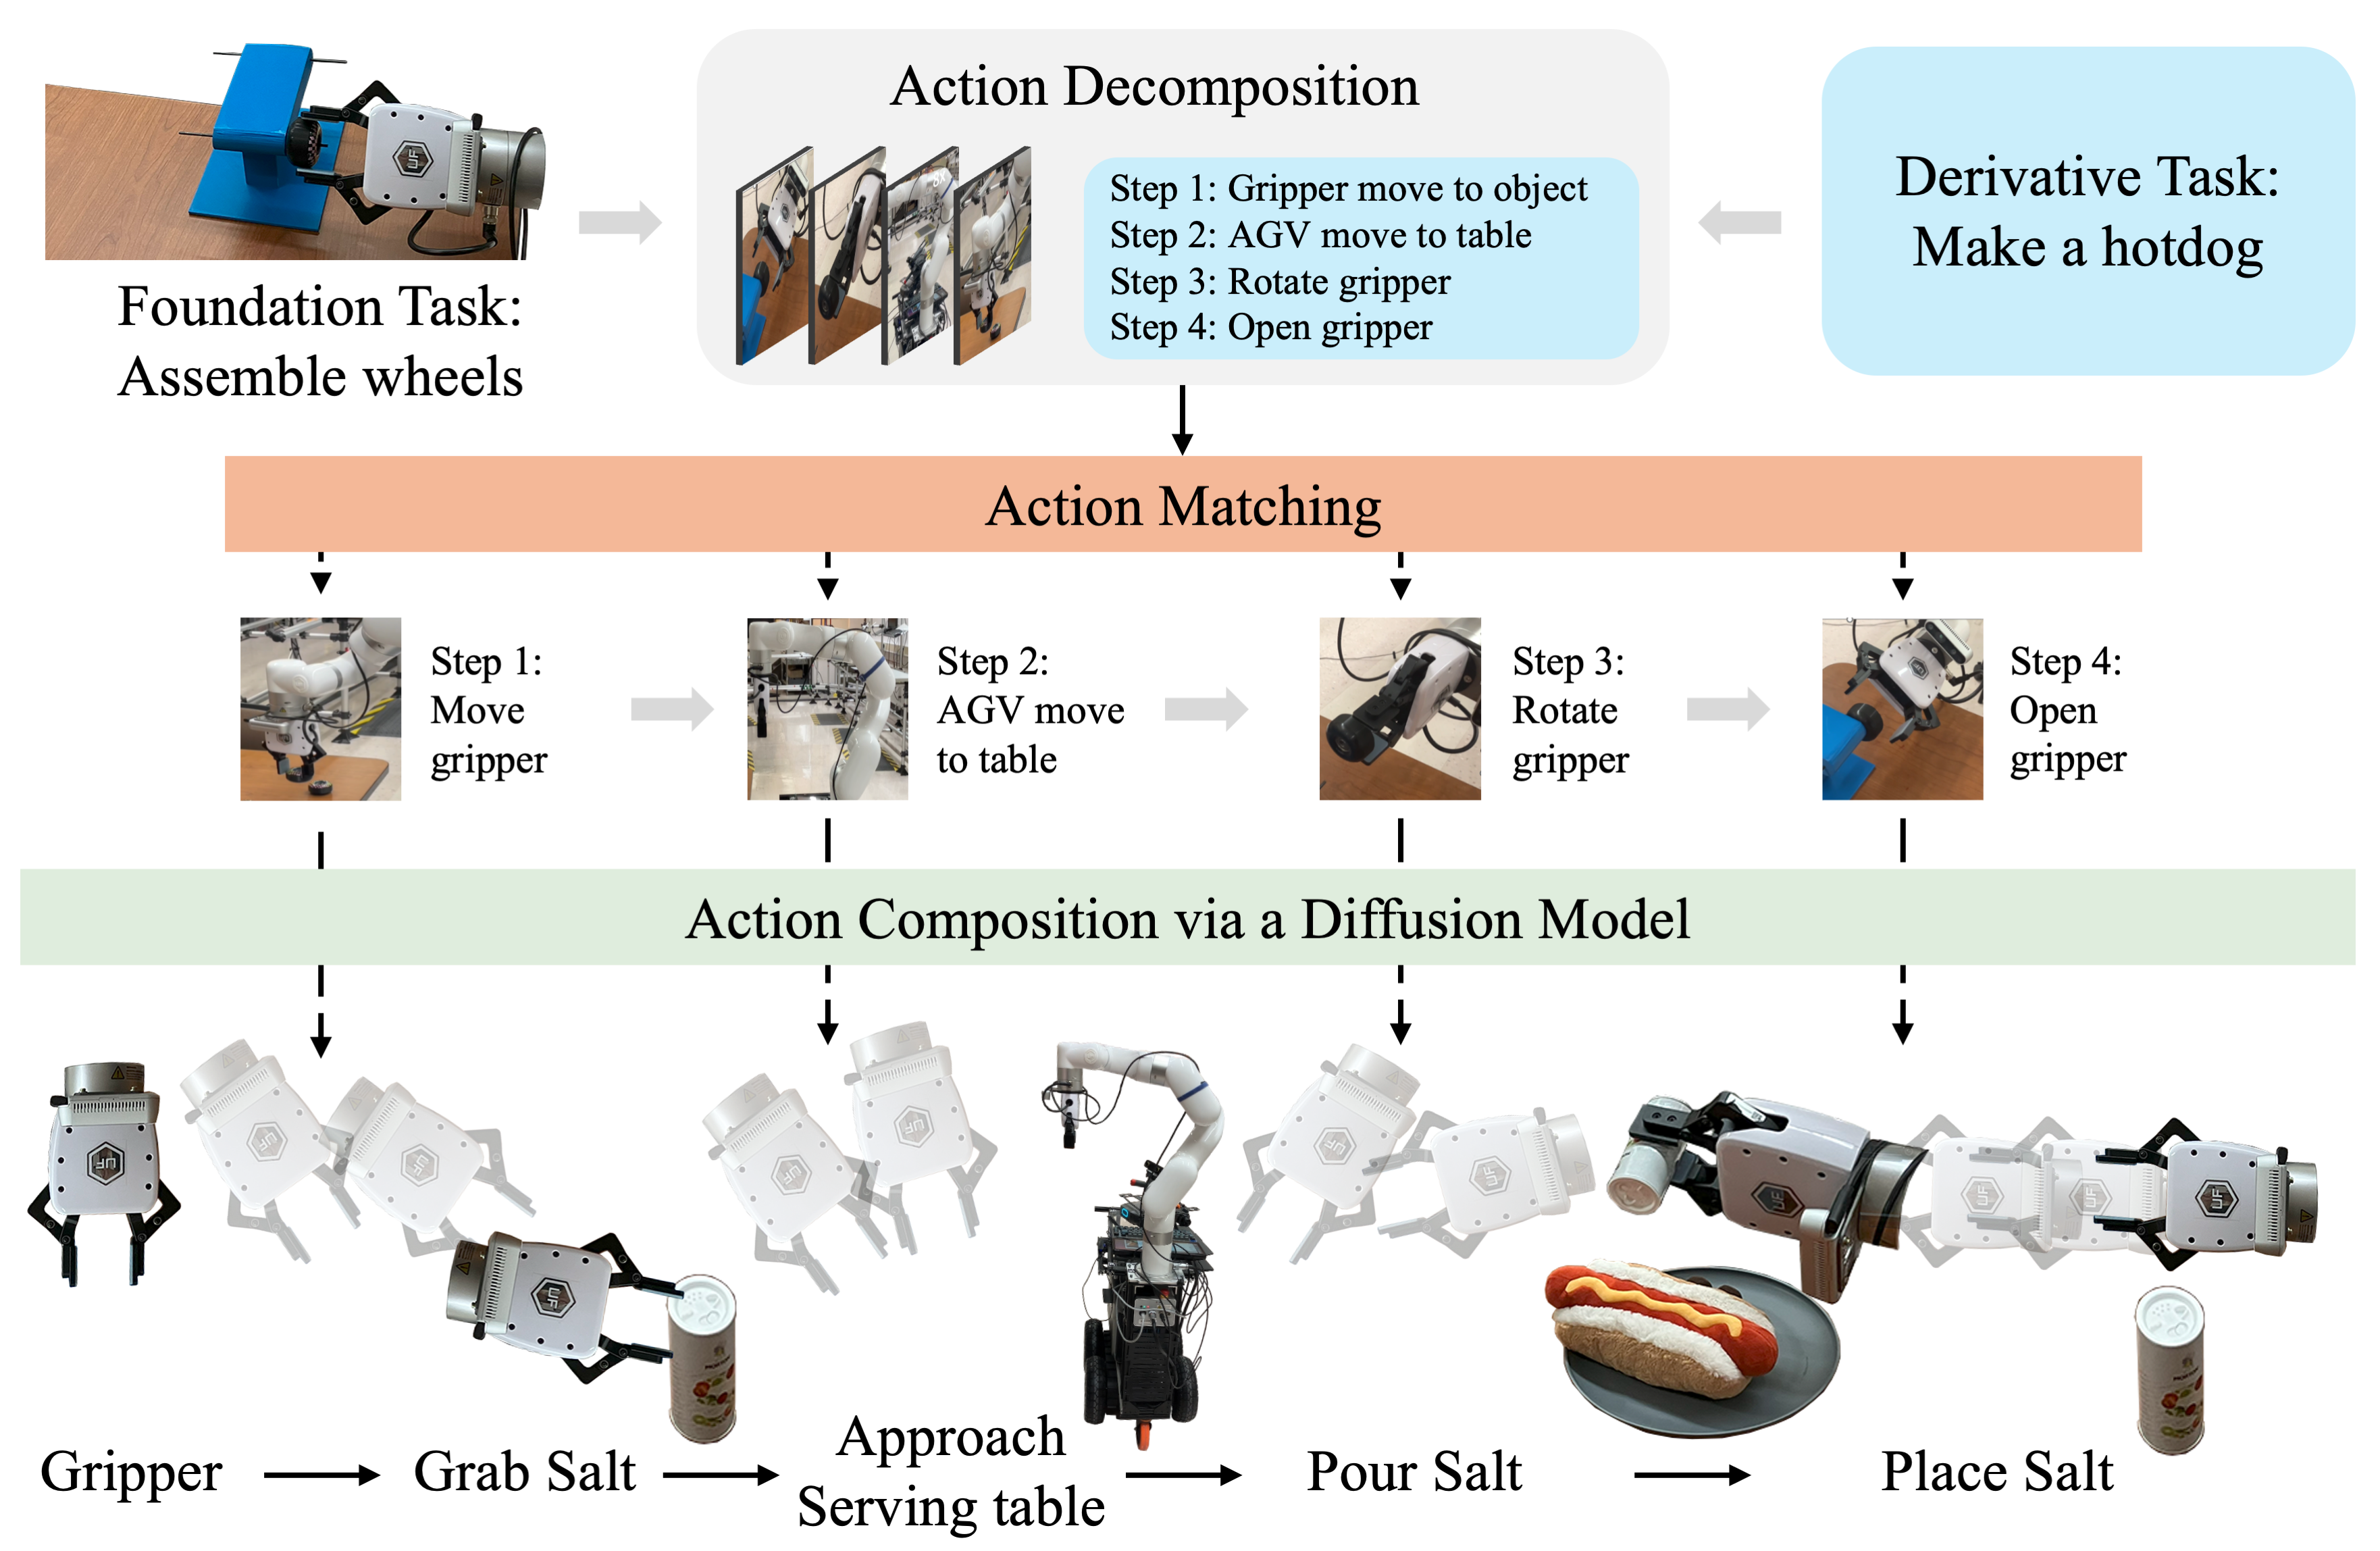 Action Decomposition
Step 1: Gripper move to object
Step 2: AGV move to table
Step 3: Rotate gripper
Step 4: Open gripper
Derivative Task:
Make a hotdog
Foundation Task:
Assemble wheels
Action Matching
Step 1:
Move
gripper
Step 2:
AGV move
to table
Step 3:
Rotate
gripper
Step 4:
Open
gripper
Action Composition via a Diffusion Model
Gripper
Grab Salt
Approach
Serving table
Pour Salt
Place Salt